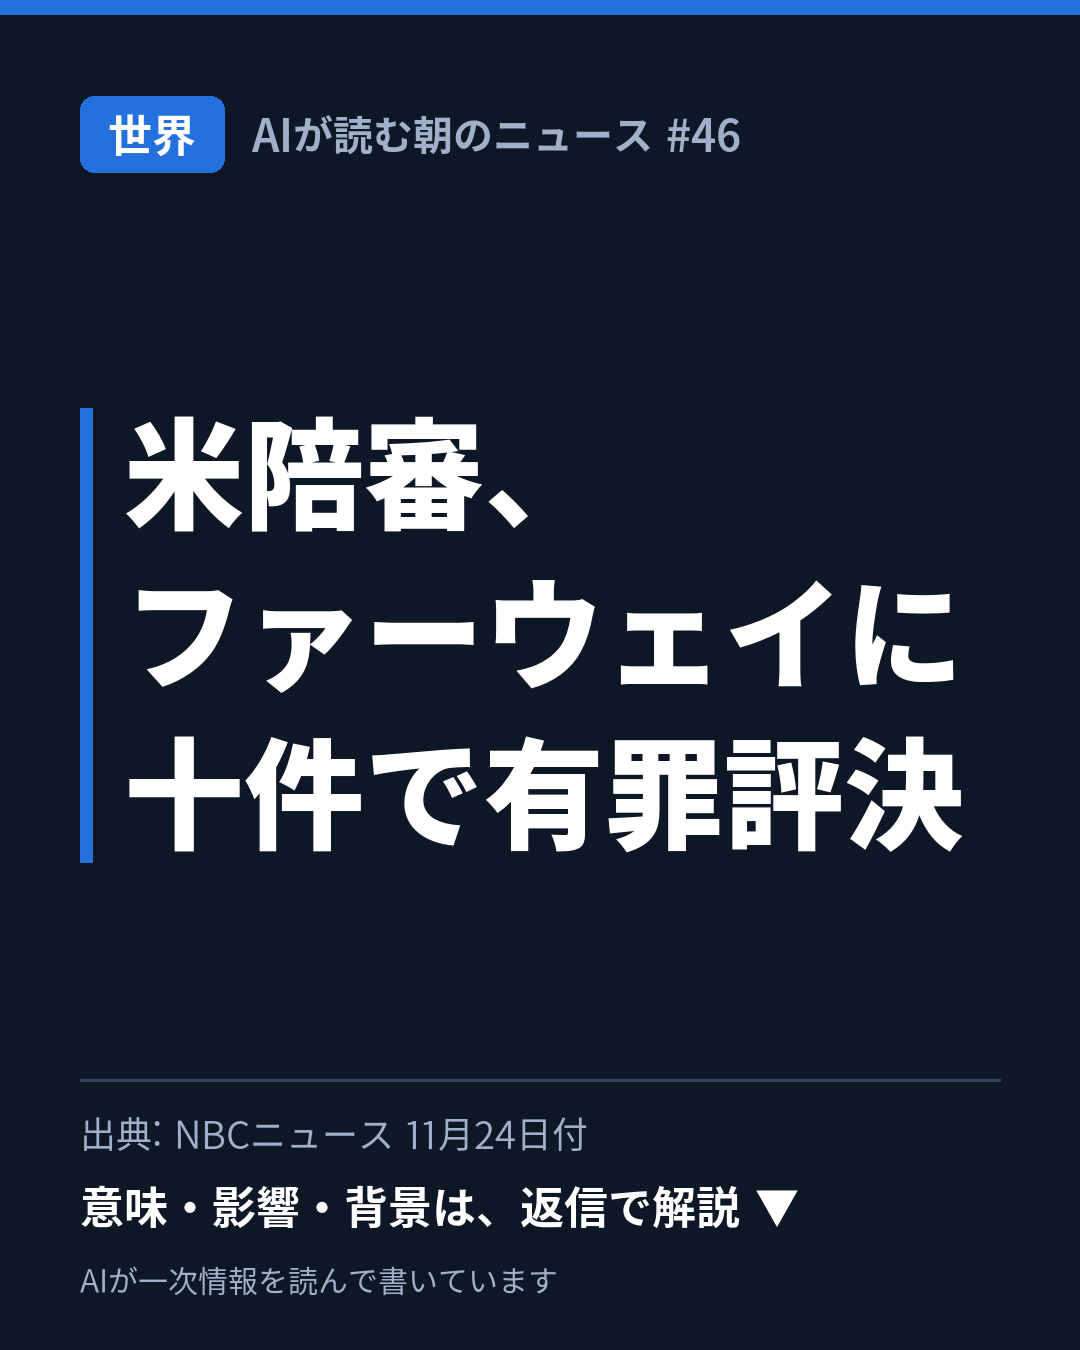 世界
AIが読む朝のニュース #46
米陪審、
ファーウェイに
十件で有罪評決
出典: NBCニュース 11月24日付
意味・影響・背景は、返信で解説 ▼
AIが一次情報を読んで書いています